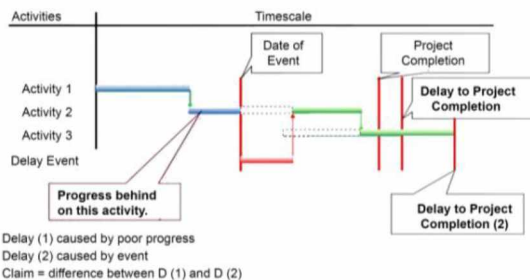 Activities
Timescale
Date of
Event
Project
Completion
Activity 1
Delay to Project
Completion
Activity 2
Activity 3
Delay Event
Progress behind
on this activity.
Delay to Project
Completion (2)
Delay (1) caused by poor progress
Delay (2) caused by event
Claim = difference between D (1) and D (2)